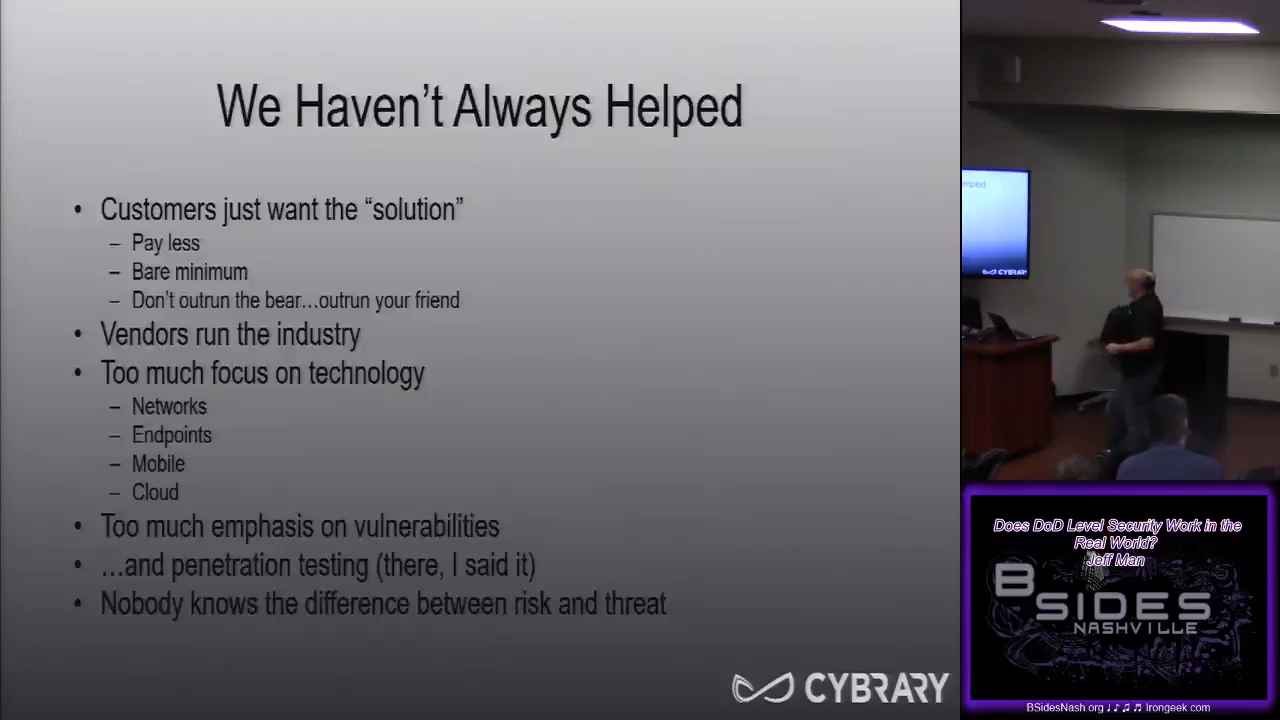 We Haven’t Always Helped
• Customers just want the “solution”
– Pay less
– Bare minimum
– Don’t outrun the bear…outrun your friend
• Vendors run the industry
• Too much focus on technology
– Networks
– Endpoints
– Mobile
– Cloud
• Too much emphasis on vulnerabilities
• …and penetration testing (there, I said it)
• Nobody knows the difference between risk and threat
CYBRARY
elped
CYBRARY
Does DoD Level Security Work in the
Real World?
Jeff Man
BSIDES
NASHVILLE
BSidesNash.org ♩♪♫♬ Irongeek.com